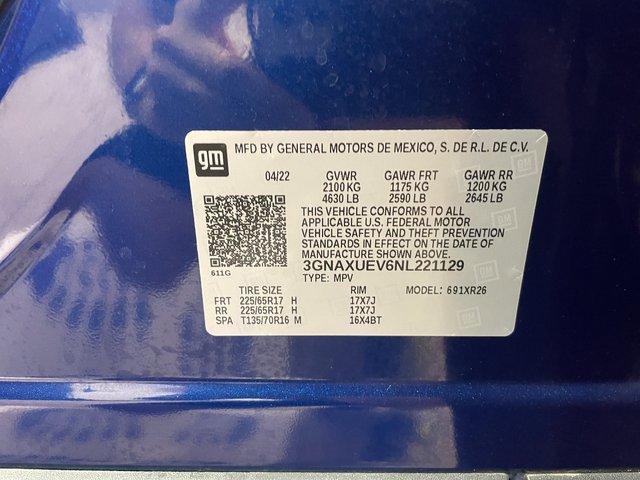 gm MFD BY GENERAL MOTORS DE MEXICO, S. DE R.L. DE C.V.
04/22 GVWR GAWR FRT GAWR RR
2100 KG 1175 KG 1200 KG
4630 LB 2590 LB 2645 LB
THIS VEHICLE CONFORMS TO ALL
APPLICABLE U.S. FEDERAL MOTOR
VEHICLE SAFETY AND THEFT PREVENTION
STANDARDS IN EFFECT ON THE DATE OF
MANUFACTURE SHOWN ABOVE.
3GNAXUEV6NL221129
611G TYPE: MPV
TIRE SIZE RIM MODEL: 691XR26
FRT 225/65R17 H 17X7J
RR 225/65R17 H 17X7J
SPA T135/70R16 M 16X4BT